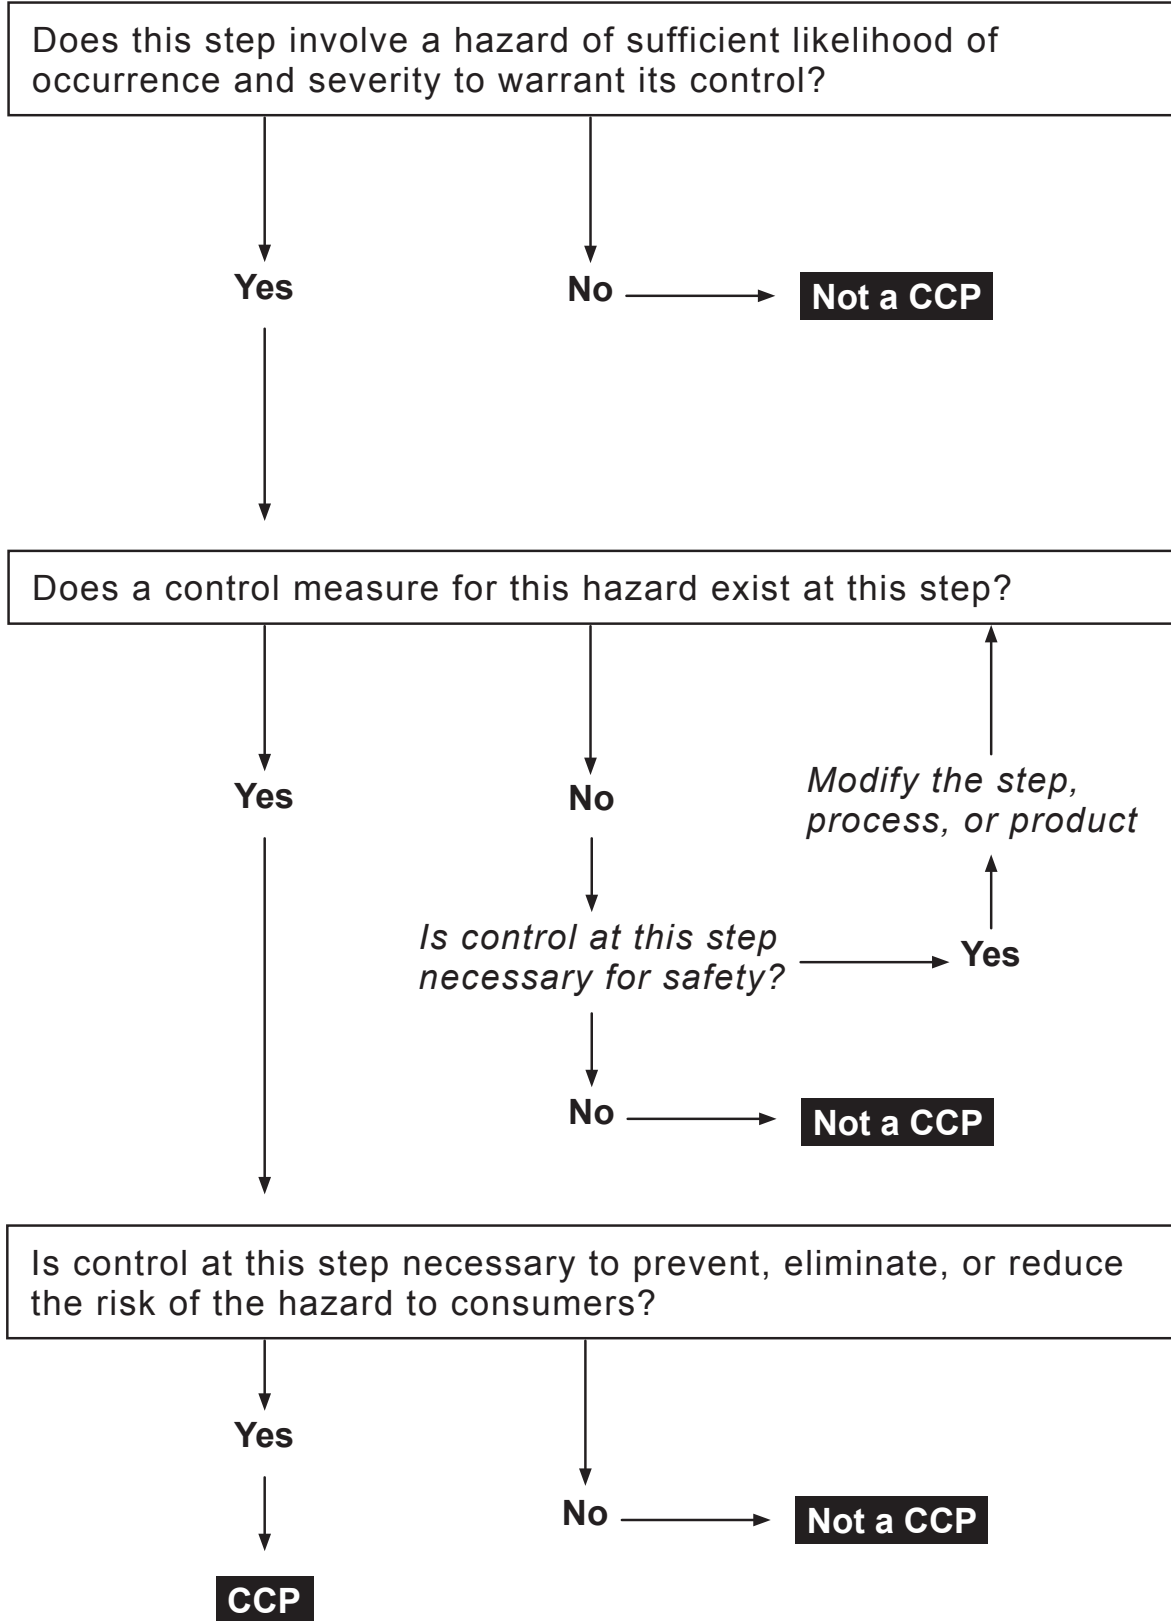 Does this step involve a hazard of sufficient likelihood of
occurrence and severity to warrant its control?
Yes
No
Not a CCP
Does a control measure for this hazard exist at this step?
Yes
No
Modify the step,
process, or product
Is control at this step
necessary for safety?
Yes
No
Not a CCP
Is control at this step necessary to prevent, eliminate, or reduce
the risk of the hazard to consumers?
Yes
No
Not a CCP
CCP